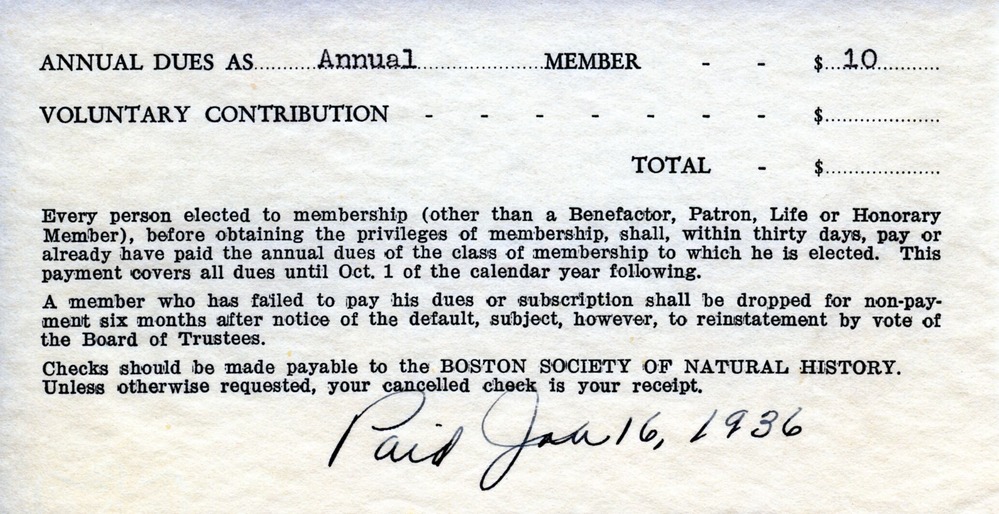 ANNUAL DUES AS.........Annual..................MEMBER - - $...10..........
VOLUNTARY CONTRIBUTION - - - - - - - $....................
TOTAL - $....................
Every person elected to membership (other than a Benefactor, Patron, Life or Honorary
Member), before obtaining the privileges of membership, shall, within thirty days, pay or
already have paid the annual dues of the class of membership to which he is elected. This
payment covers all dues until Oct. 1 of the calendar year following.
A member who has failed to pay his dues or subscription shall be dropped for non-pay-
ment six months after notice of the default, subject, however, to reinstatement by vote of
the Board of Trustees.
Checks should be made payable to the BOSTON SOCIETY OF NATURAL HISTORY.
Unless otherwise requested, your cancelled check is your receipt.
Paid Jan 16, 1936